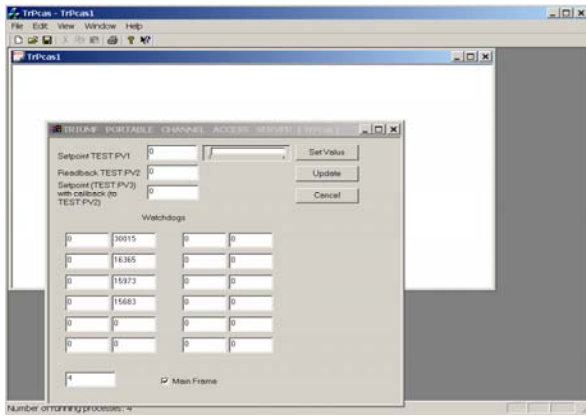 TrPcas - TrPcas1
File Edit View Window Help
TrPcas1
TRIUMF PORTABLE CHANNEL ACCESS SERVER [TrPcas]
Setpoint TEST:PV1 0 Set Value
Readback TEST:PV2 0 Update
Setpoint (TEST:PV3) with callback (to TEST:PV2) 0 Cancel
Watchdogs
0 30015 0 0
0 16365 0 0
0 15973 0 0
0 15683 0 0
0 0 0 0
0 0 0 0
4 Main Frame
Number of running processes: 4